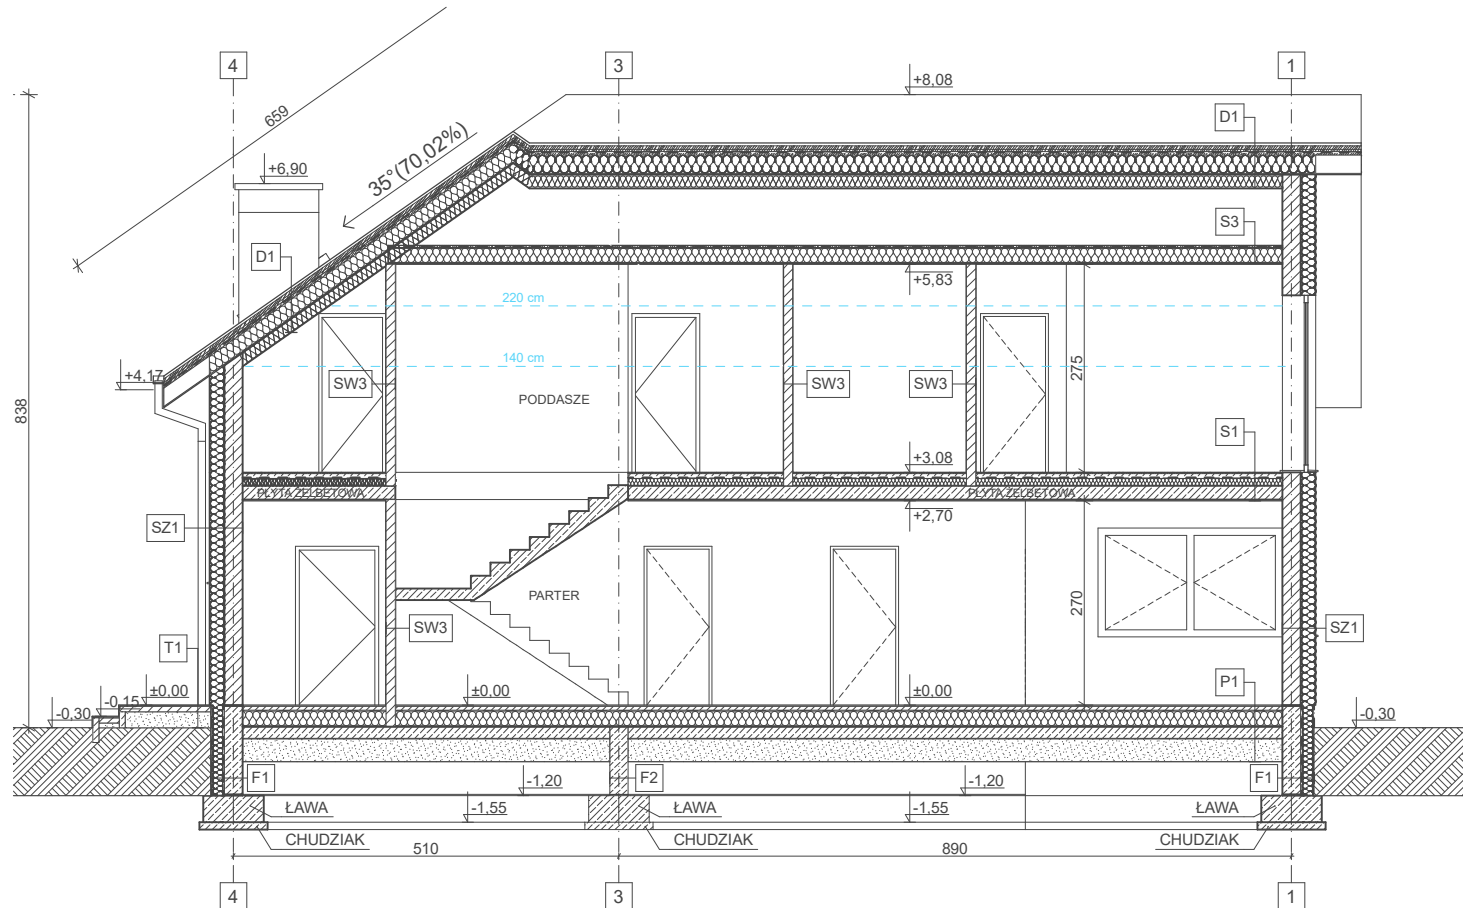 4
3
1
+8,08
659
D1
35° (70,02%)
+6,90
S3
D1
+5,83
220 cm
140 cm
+4,17
SW3
SW3
SW3
275
PODDASZE
838
S1
+3,08
PŁYTA ŻELBETOWA
PŁYTA ŻELBETOWA
+2,70
SZ1
PARTER
270
SW3
SZ1
T1
P1
±0,00
±0,00
±0,00
-0,15
-0,30
-0,30
F1
-1,20
F2
-1,20
F1
ŁAWA
-1,55
ŁAWA
-1,55
ŁAWA
CHUDZIAK
CHUDZIAK
CHUDZIAK
510
890
4
3
1